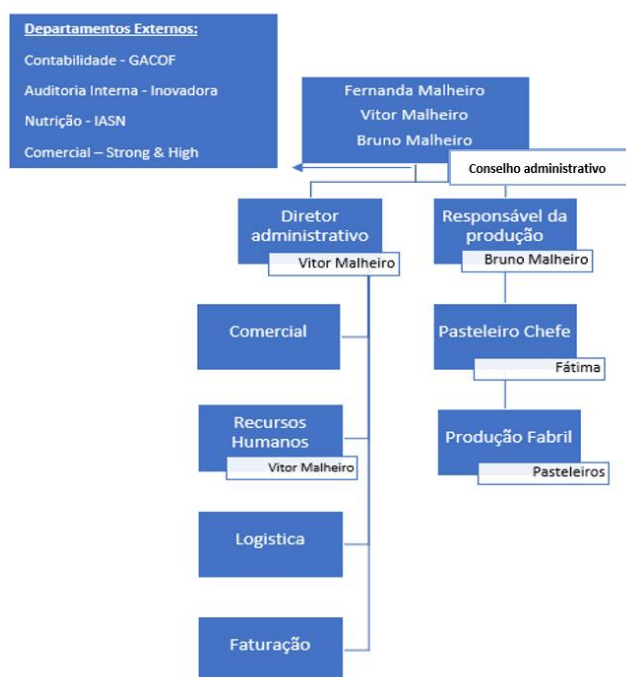 Departamentos Externos:
Contabilidade - GACOF
Auditoria Interna - Inovadora
Nutrição - IASN
Comercial – Strong & High
Fernanda Malheiro
Vitor Malheiro
Bruno Malheiro
Conselho administrativo
Diretor
administrativo
Vitor Malheiro
Responsável da
produção
Bruno Malheiro
Comercial
Pasteleiro Chefe
Fátima
Recursos
Humanos
Vitor Malheiro
Produção Fabril
Pasteleiros
Logistica
Faturação